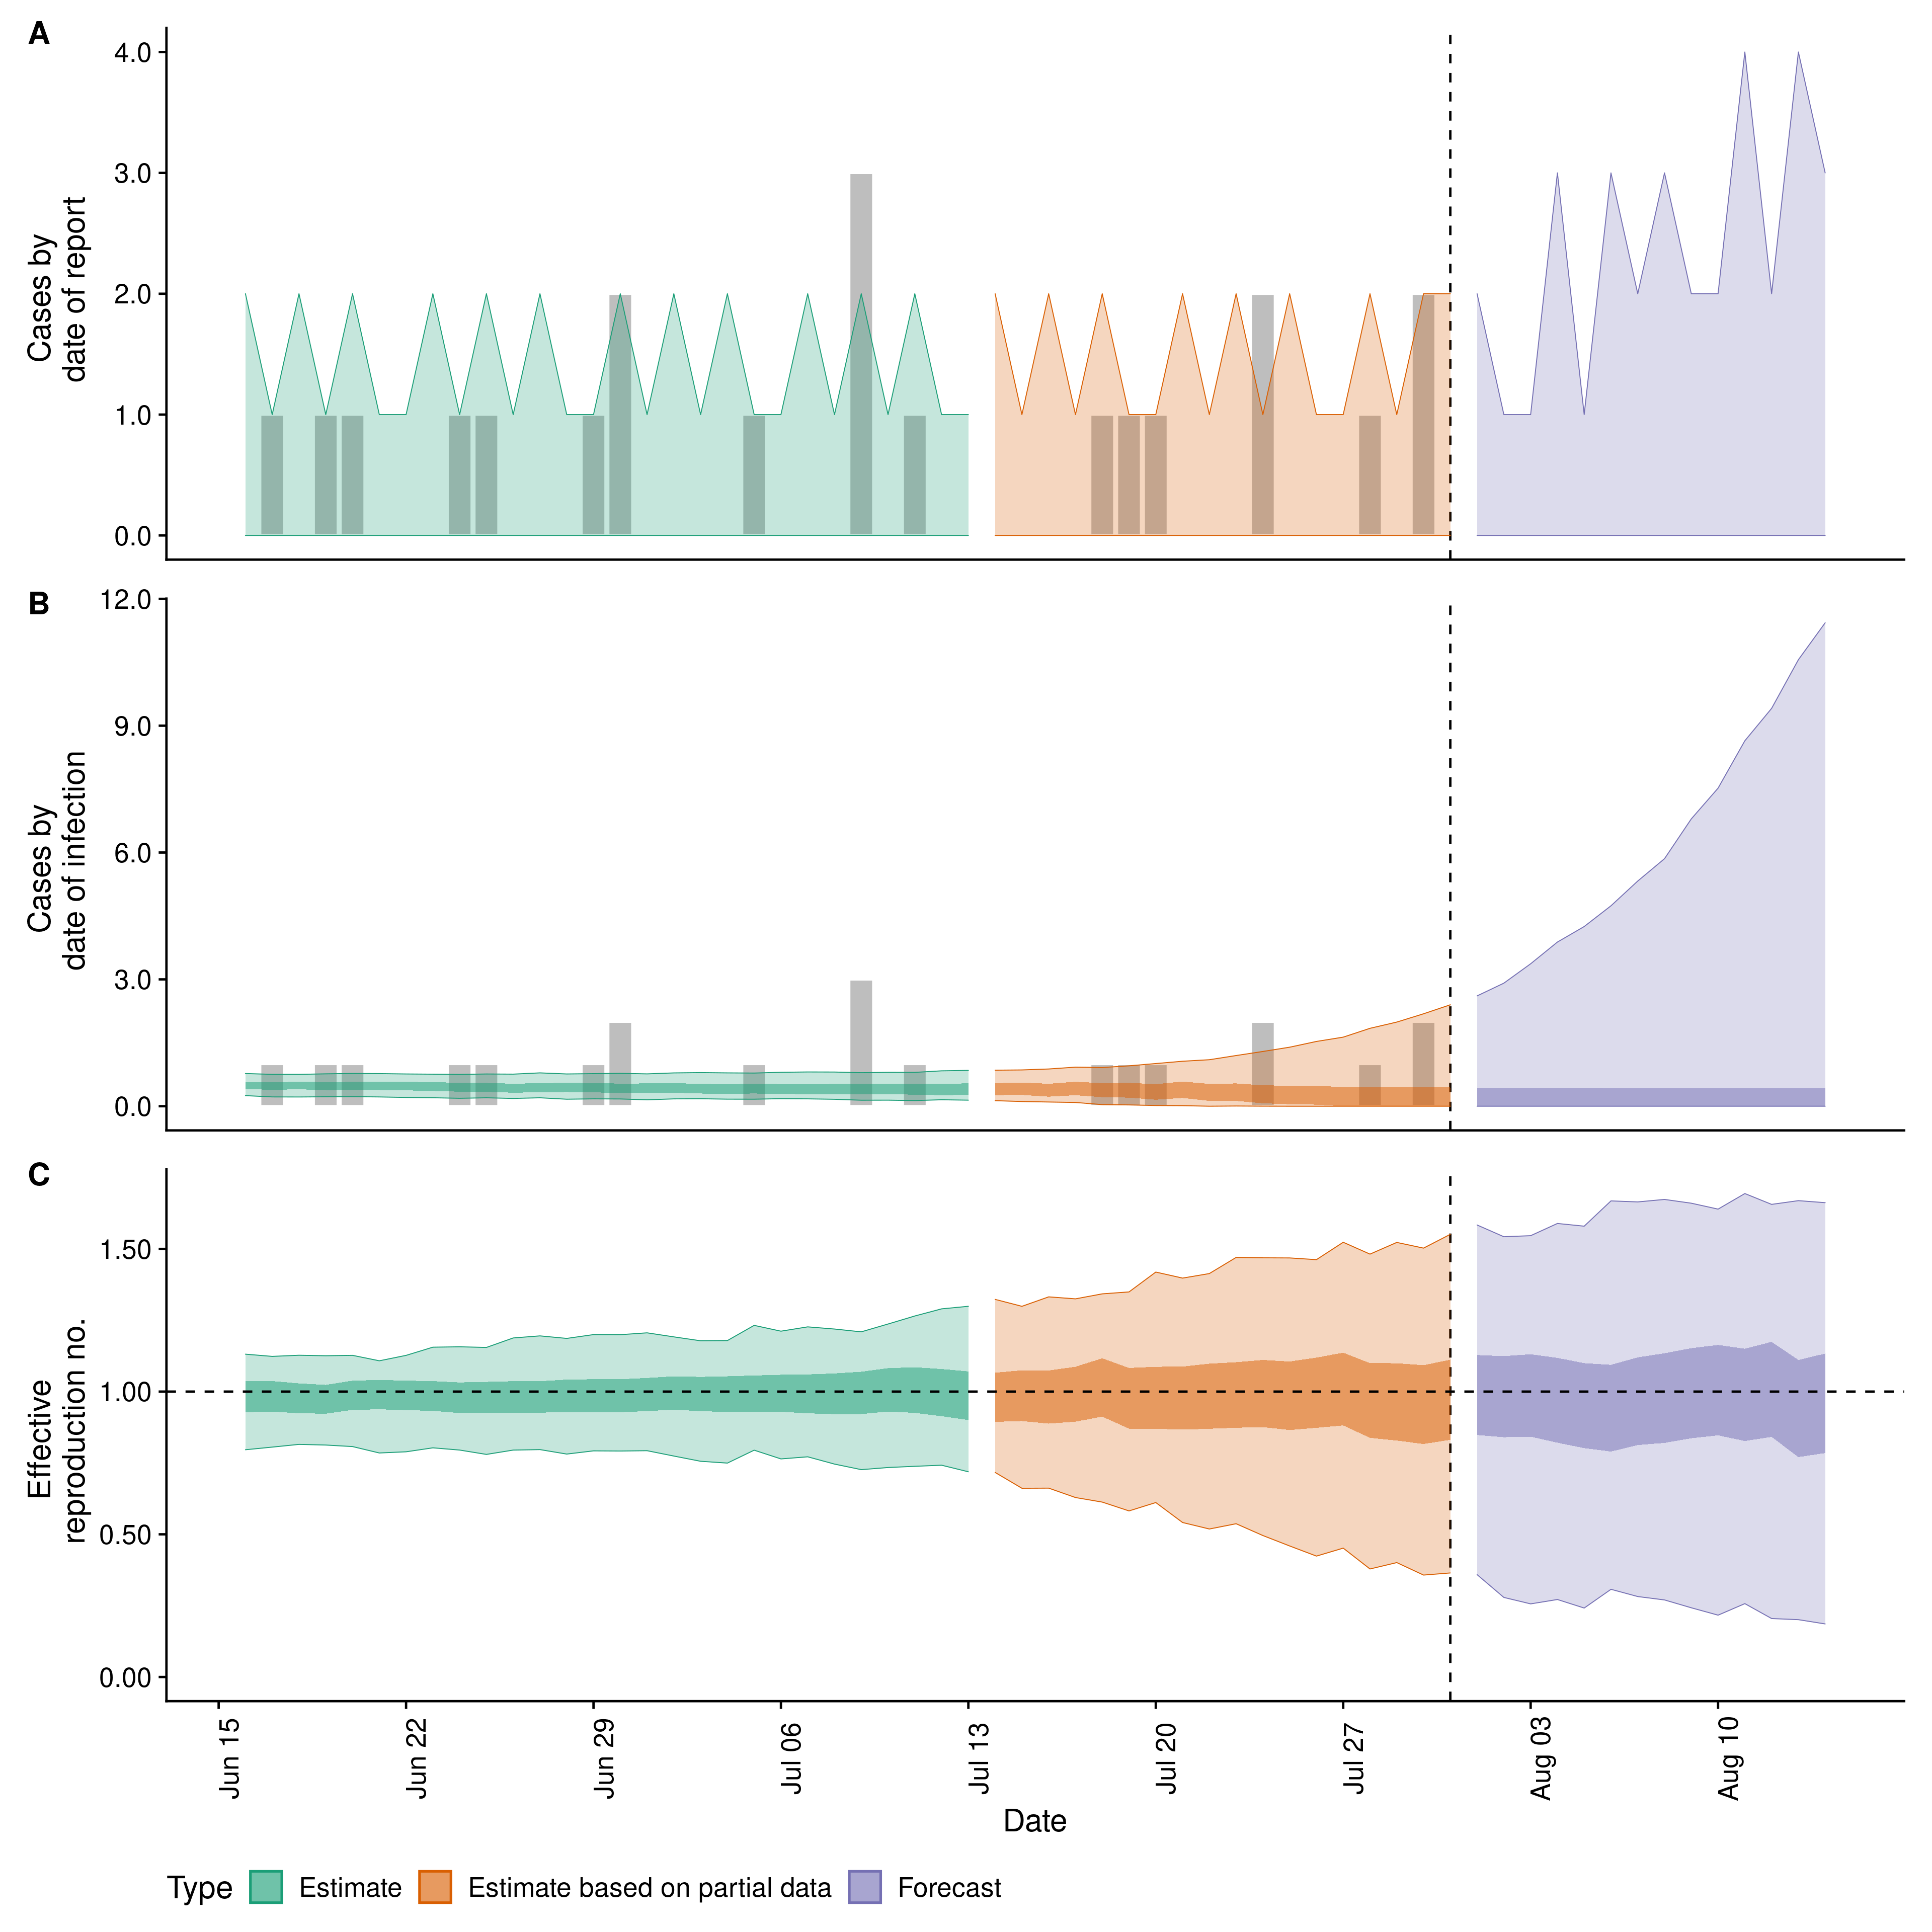 A
Cases by
date of report
4.0
3.0
2.0
1.0
0.0
B
Cases by
date of infection
12.0
9.0
6.0
3.0
0.0
C
Effective
reproduction no.
1.50
1.00
0.50
0.00
Jun 15
Jun 22
Jun 29
Jul 06
Jul 13
Jul 20
Jul 27
Aug 03
Aug 10
Date
Type Estimate Estimate based on partial data Forecast